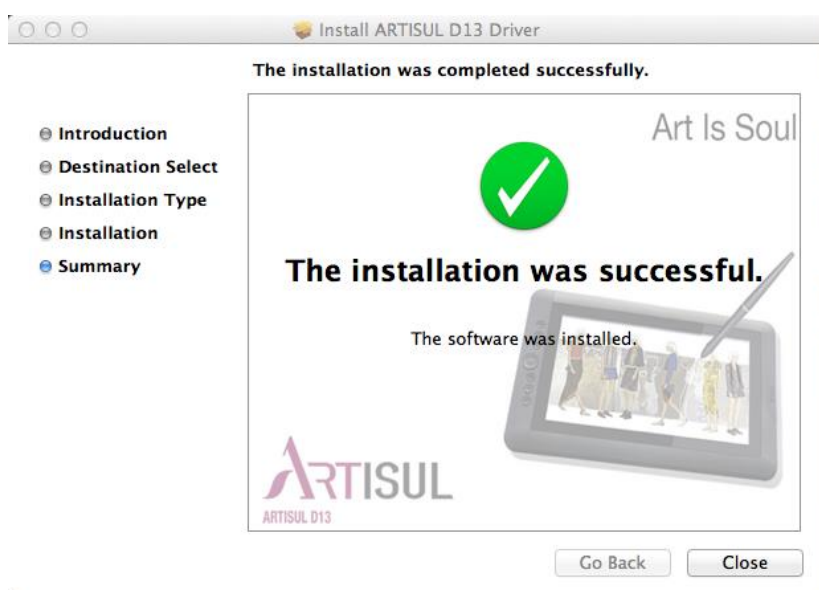 Install ARTISUL D13 Driver
The installation was completed successfully.
Introduction
Destination Select
Installation Type
Installation
Summary
Art Is Soul
The installation was successful.
The software was installed.
ARTISUL
ARTISUL D13
Go Back
Close